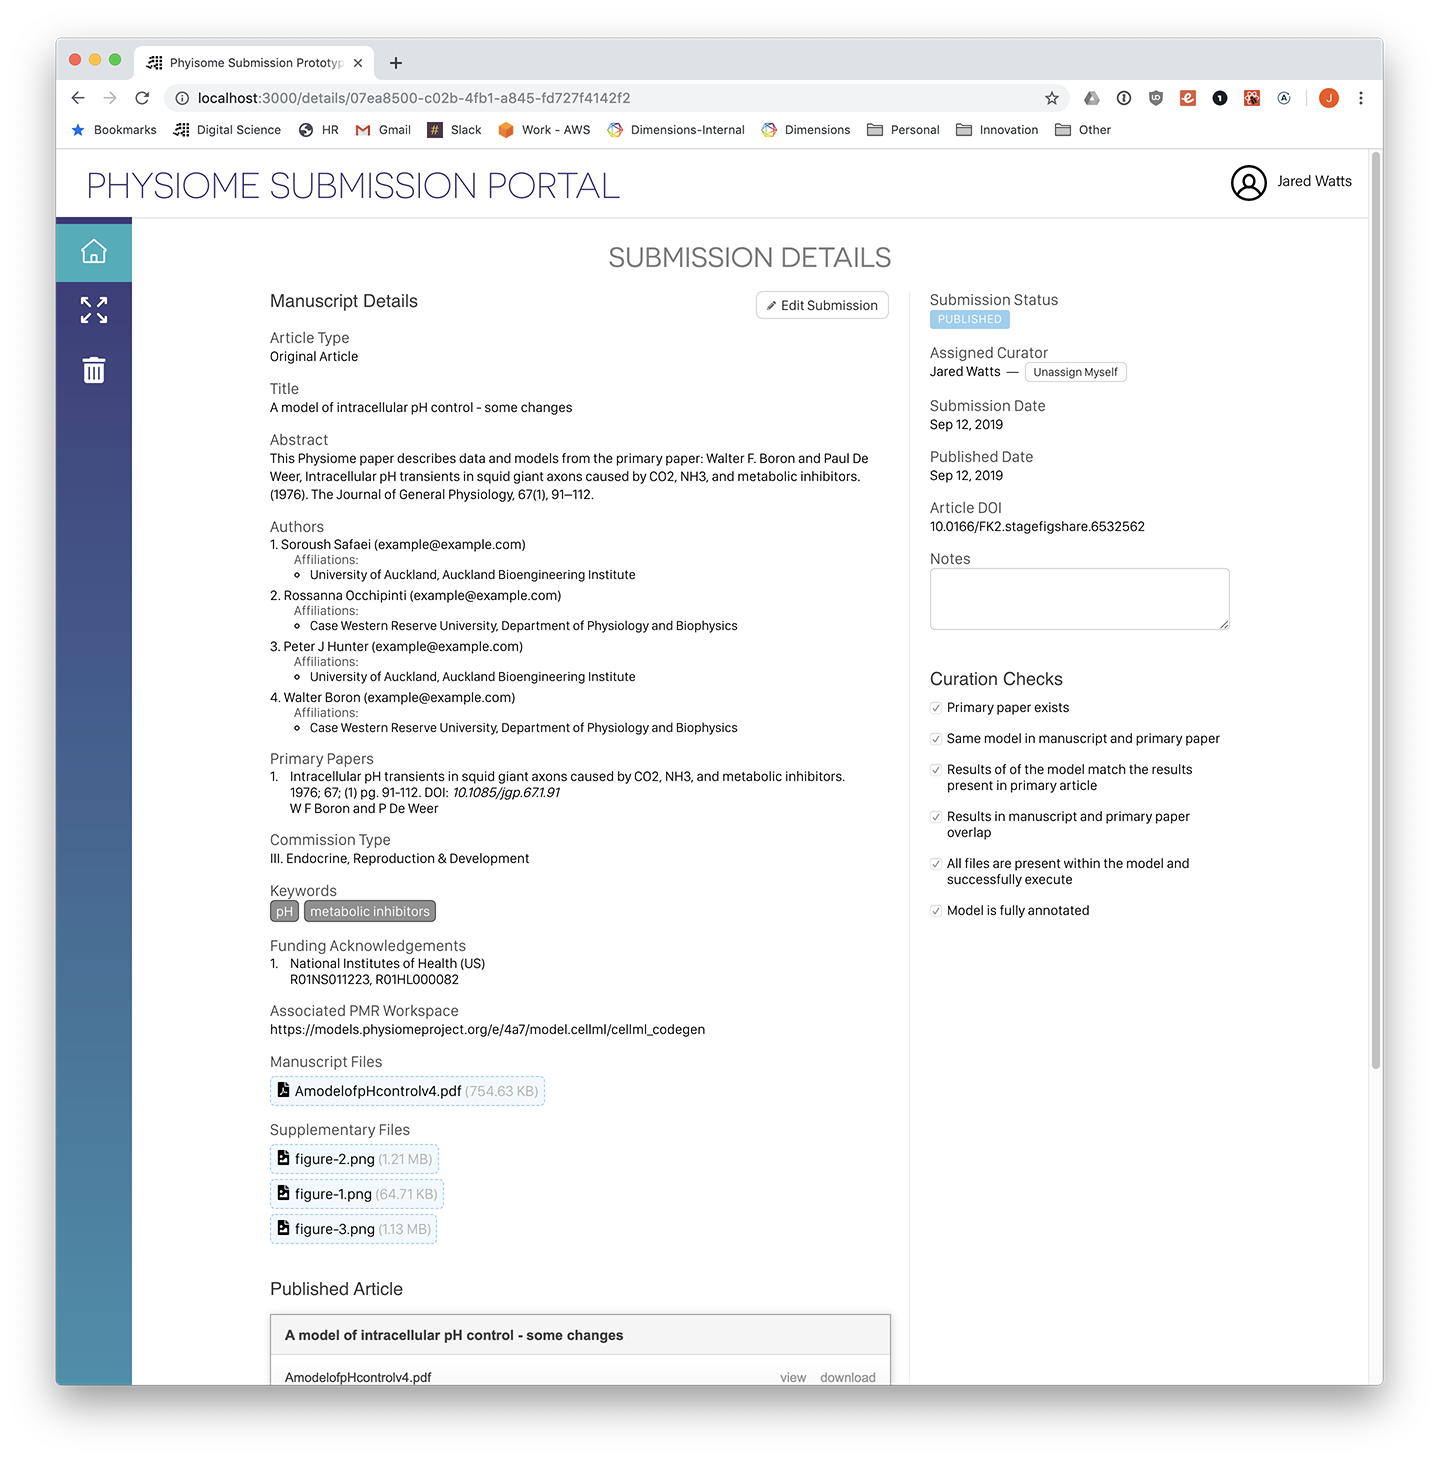 Phyisome Submission Prototyp
localhost:3000/details/07ea8500-c02b-4fb1-a845-fd727f4142f2
J
Bookmarks Digital Science HR Gmail Slack Work - AWS Dimensions-Internal Dimensions Personal Innovation Other
PHYSIOME SUBMISSION PORTAL
Jared Watts
SUBMISSION DETAILS
Manuscript Details
Edit Submission
Article Type
Original Article
Title
A model of intracellular pH control - some changes
Abstract
This Physiome paper describes data and models from the primary paper: Walter F. Boron and Paul De
Weer, Intracellular pH transients in squid giant axons caused by CO2, NH3, and metabolic inhibitors.
(1976). The Journal of General Physiology, 67(1), 91–112.
Authors
1. Soroush Safaei (example@example.com)
Affiliations:
University of Auckland, Auckland Bioengineering Institute
2. Rossanna Occhipinti (example@example.com)
Affiliations:
Case Western Reserve University, Department of Physiology and Biophysics
3. Peter J Hunter (example@example.com)
Affiliations:
University of Auckland, Auckland Bioengineering Institute
4. Walter Boron (example@example.com)
Affiliations:
Case Western Reserve University, Department of Physiology and Biophysics
Primary Papers
1. Intracellular pH transients in squid giant axons caused by CO2, NH3, and metabolic inhibitors.
1976; 67; (1) pg. 91-112. DOI: 10.1085/jgp.67.1.91
W F Boron and P De Weer
Commission Type
III. Endocrine, Reproduction & Development
Keywords
pH metabolic inhibitors
Funding Acknowledgements
1. National Institutes of Health (US)
R01NS011223, R01HL000082
Associated PMR Workspace
https://models.physiomeproject.org/e/4a7/model.cellml/cellml_codegen
Manuscript Files
AmodelofpHcontrolv4.pdf (754.63 KB)
Supplementary Files
figure-2.png (1.21 MB)
figure-1.png (64.71 KB)
figure-3.png (1.13 MB)
Published Article
A model of intracellular pH control - some changes
AmodelofpHcontrolv4.pdf view download
Submission Status
PUBLISHED
Assigned Curator
Jared Watts — Unassign Myself
Submission Date
Sep 12, 2019
Published Date
Sep 12, 2019
Article DOI
10.0166/FK2.stagefigshare.6532562
Notes
Curation Checks
Primary paper exists
Same model in manuscript and primary paper
Results of of the model match the results
present in primary article
Results in manuscript and primary paper
overlap
All files are present within the model and
successfully execute
Model is fully annotated